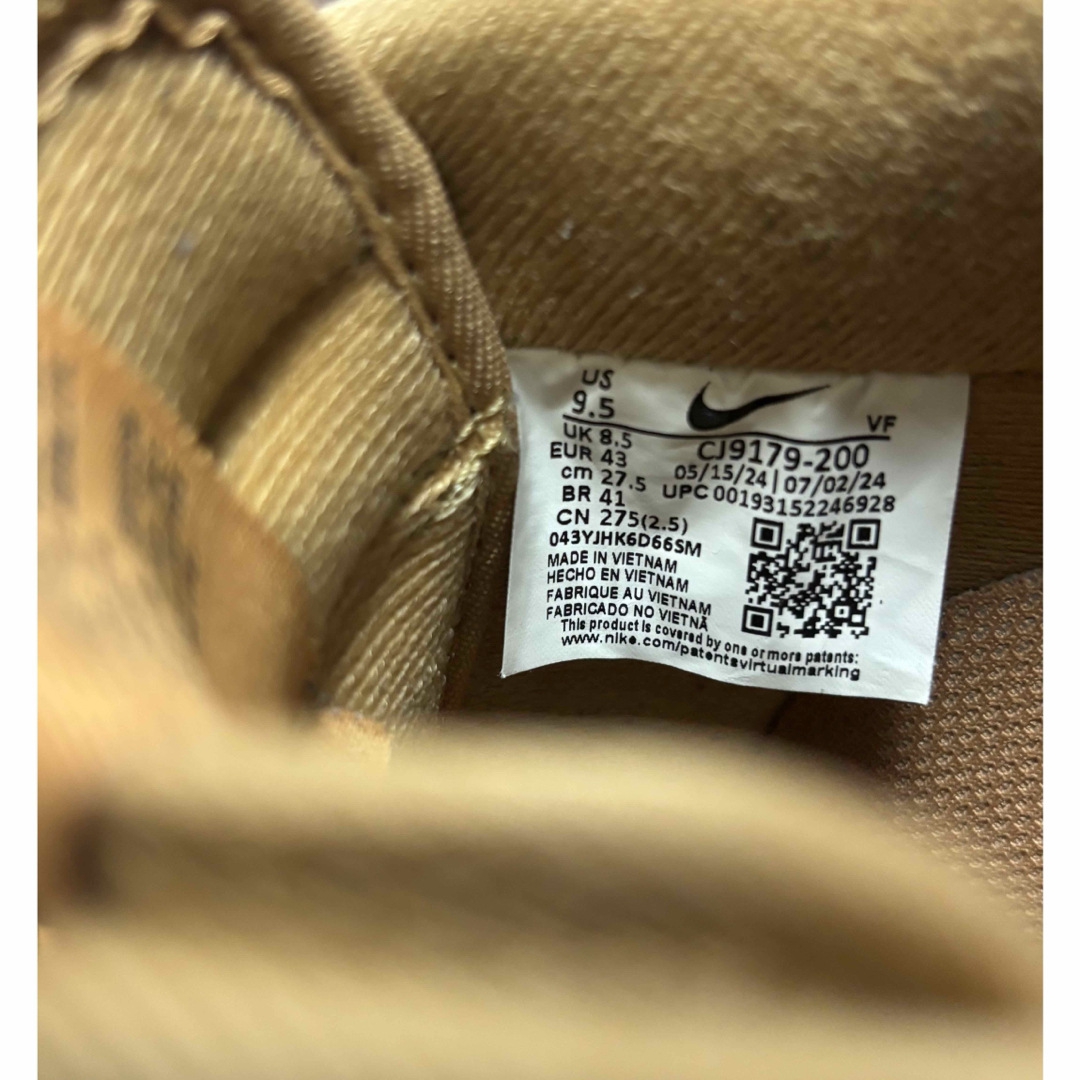 US
9.5
VF
UK 8.5
EUR 43
cm 27.5
BR 41
CN 275(2.5)
CJ9179-200
05/15/24|07/02/24
UPC 00193152246928
043YJHK6D66SM
MADE IN VIETNAM
HECHO EN VIETNAM
FABRIQUE AU VIETNAM
FABRICADO NO VIETNÃ
This product is covered by one or more patents:
www.nike.com/patentsvirtualmarking